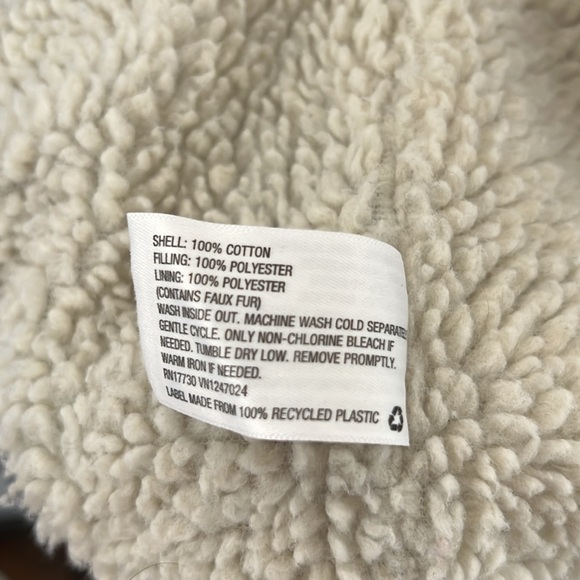 SHELL: 100% COTTON
FILLING: 100% POLYESTER
LINING: 100% POLYESTER
(CONTAINS FAUX FUR)
WASH INSIDE OUT. MACHINE WASH COLD SEPARATE
GENTLE CYCLE. ONLY NON-CHLORINE BLEACH IF
NEEDED. TUMBLE DRY LOW. REMOVE PROMPTLY.
WARM IRON IF NEEDED.
RN17730 VN1247024
LABEL MADE FROM 100% RECYCLED PLASTIC